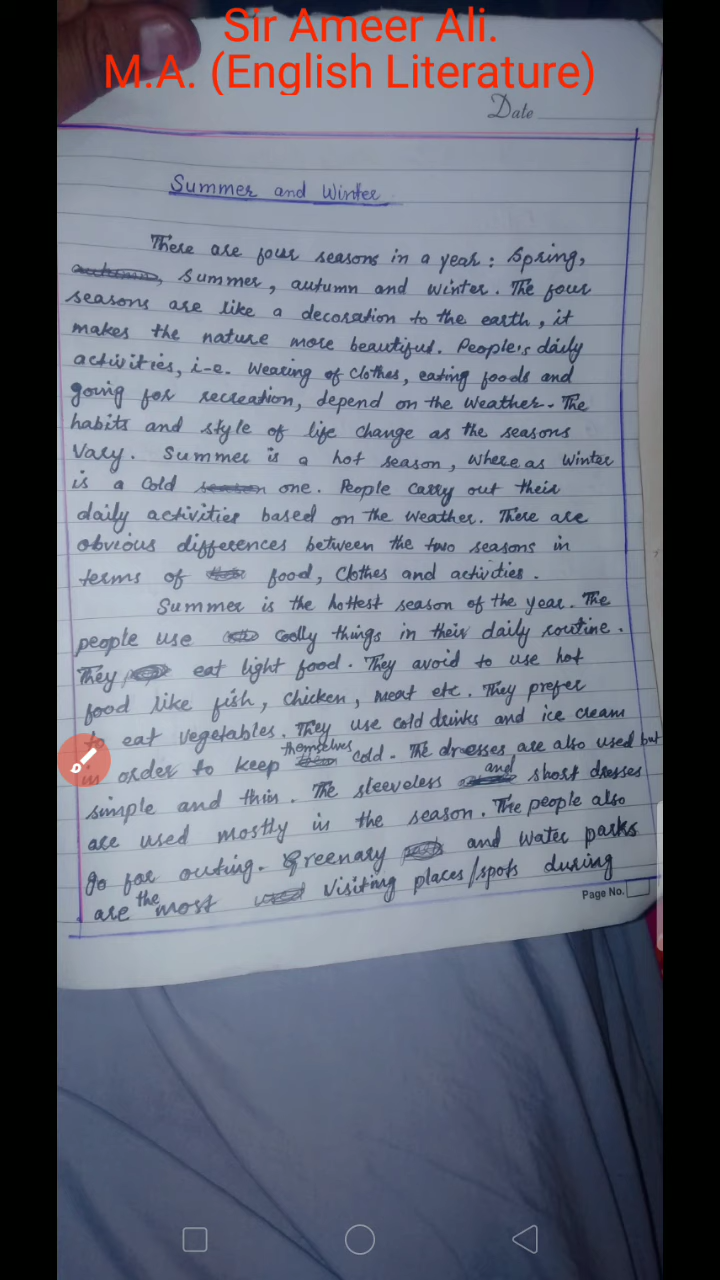 Sir Ameer Ali.
M.A. (English Literature)
Date
Summer and Winter
There are four seasons in a year: Spring,
, summer, autumn and winter. The four
seasons are like a decoration to the earth, it
makes the nature more beautiful. People's daily
activities, i-e. wearing of clothes, eating foods and
going for recreation, depend on the weather. The
habits and style of life change as the seasons
vary. Summer is a hot season, where as winter
is a cold season one. People carry out their
daily activities based on the weather. There are
obvious differences between the two seasons in
terms of food, clothes and activities.
Summer is the hottest season of the year. The
people use coolly things in their daily routine.
They eat light food. They avoid to use hot
food like fish, chicken, meat etc. They prefer
to eat vegetables. They use cold drinks and ice cream
in order to keep themselves cold. The dresses are also used but
simple and thin. The sleeveless and short dresses
are used mostly in the season. The people also
go for outing. Greenary and water parks
are the most visiting places/spots during
Page No.